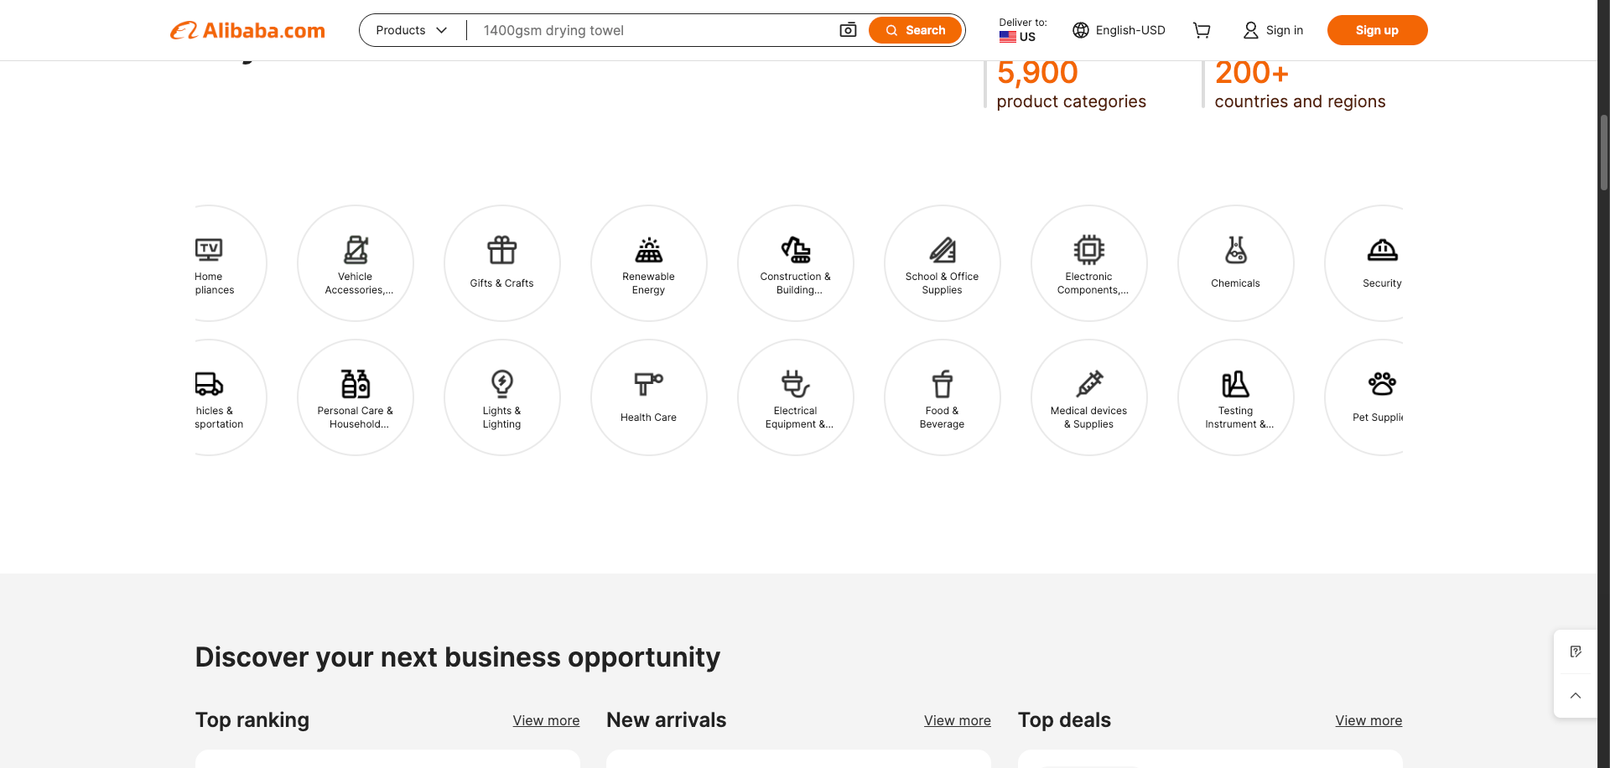 Alibaba.com
Products
1400gsm drying towel
Search
Deliver to:
US
English-USD
Sign in
Sign up
5,900
product categories
200+
countries and regions
TV
Home
pliances
Vehicle
Accessories,...
Gifts & Crafts
Renewable
Energy
Construction &
Building...
School & Office
Supplies
Electronic
Components,...
Chemicals
Security
hicles &
sportation
Personal Care &
Household...
Lights &
Lighting
Health Care
Electrical
Equipment &...
Food &
Beverage
Medical devices
& Supplies
Testing
Instrument &...
Pet Supplie
Discover your next business opportunity
Top ranking
View more
New arrivals
View more
Top deals
View more